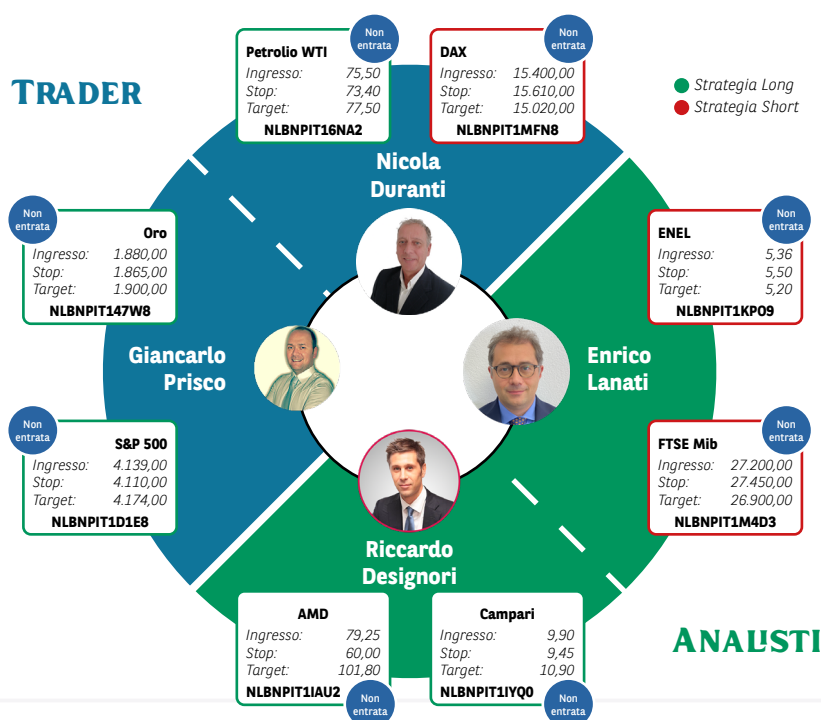 TRADER
Non
entrata
Petrolio WTI
Ingresso: 75,50
Stop: 73,40
Target: 77,50
NLBNPIT16NA2
Non
entrata
DAX
Ingresso: 15.400,00
Stop: 15.610,00
Target: 15.020,00
NLBNPIT1MFN8
Strategia Long
Strategia Short
Nicola
Duranti
Non
entrata
Oro
Ingresso: 1.880,00
Stop: 1.865,00
Target: 1.900,00
NLBNPIT147W8
Non
entrata
ENEL
Ingresso: 5,36
Stop: 5,50
Target: 5,20
NLBNPIT1KPO9
Giancarlo
Prisco
Enrico
Lanati
Non
entrata
S&P 500
Ingresso: 4.139,00
Stop: 4.110,00
Target: 4.174,00
NLBNPIT1D1E8
Non
entrata
FTSE Mib
Ingresso: 27.200,00
Stop: 27.450,00
Target: 26.900,00
NLBNPIT1M4D3
Riccardo
Designori
AMD
Ingresso: 79,25
Stop: 60,00
Target: 101,80
NLBNPIT1IAU2
Non
entrata
Campari
Ingresso: 9,90
Stop: 9,45
Target: 10,90
NLBNPIT1IYQ0
Non
entrata
ANALISTI